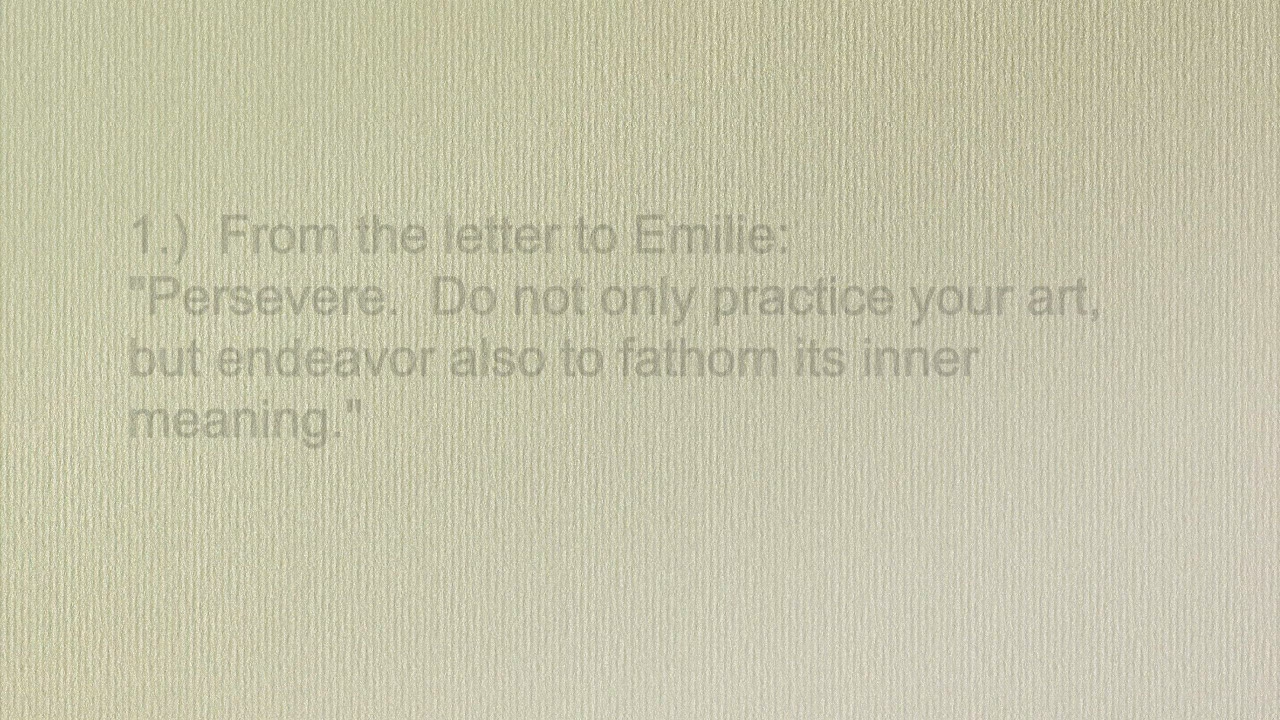 1.)  From the letter to Emilie:
"Persevere.  Do not only practice your art,
but endeavor also to fathom its inner
meaning."